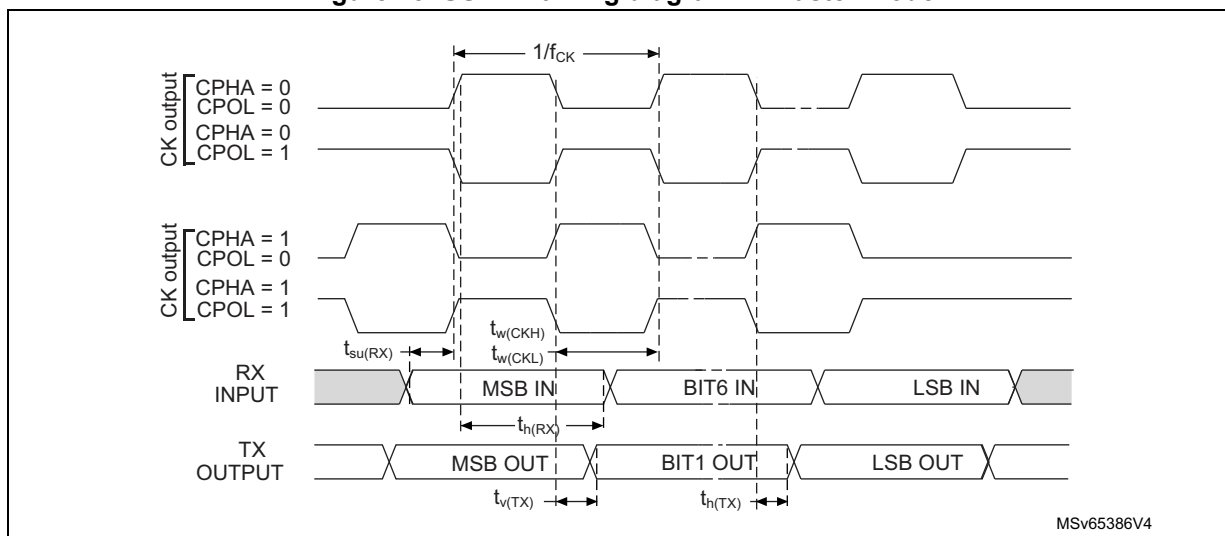 1/fCK
CK output
CPHA = 0
CPOL = 0
CPHA = 0
CPOL = 1
CK output
CPHA = 1
CPOL = 0
CPHA = 1
CPOL = 1
tsu(RX)
tw(CKH)
tw(CKL)
RX
INPUT
MSB IN
BIT6 IN
LSB IN
th(RX)
TX
OUTPUT
MSB OUT
BIT1 OUT
LSB OUT
tv(TX)
th(TX)
MSv65386V4